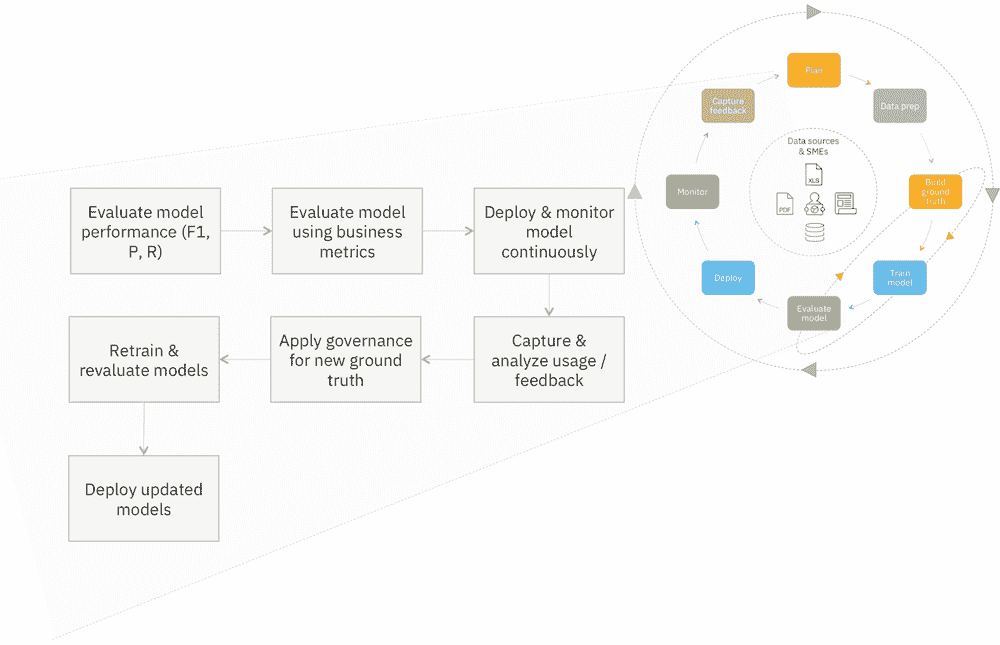 Evaluate model
performance (F1,
P, R)
Evaluate model
using business
metrics
Deploy & monitor
model
continuously
Capture &
analyze usage /
feedback
Apply governance
for new ground
truth
Retrain &
revaluate models
Deploy updated
models
Plan
Data prep
Build
ground
truth
Train
model
Evaluate
model
Deploy
Monitor
Capture
feedback
Data sources
& SMEs
XLS
PDF